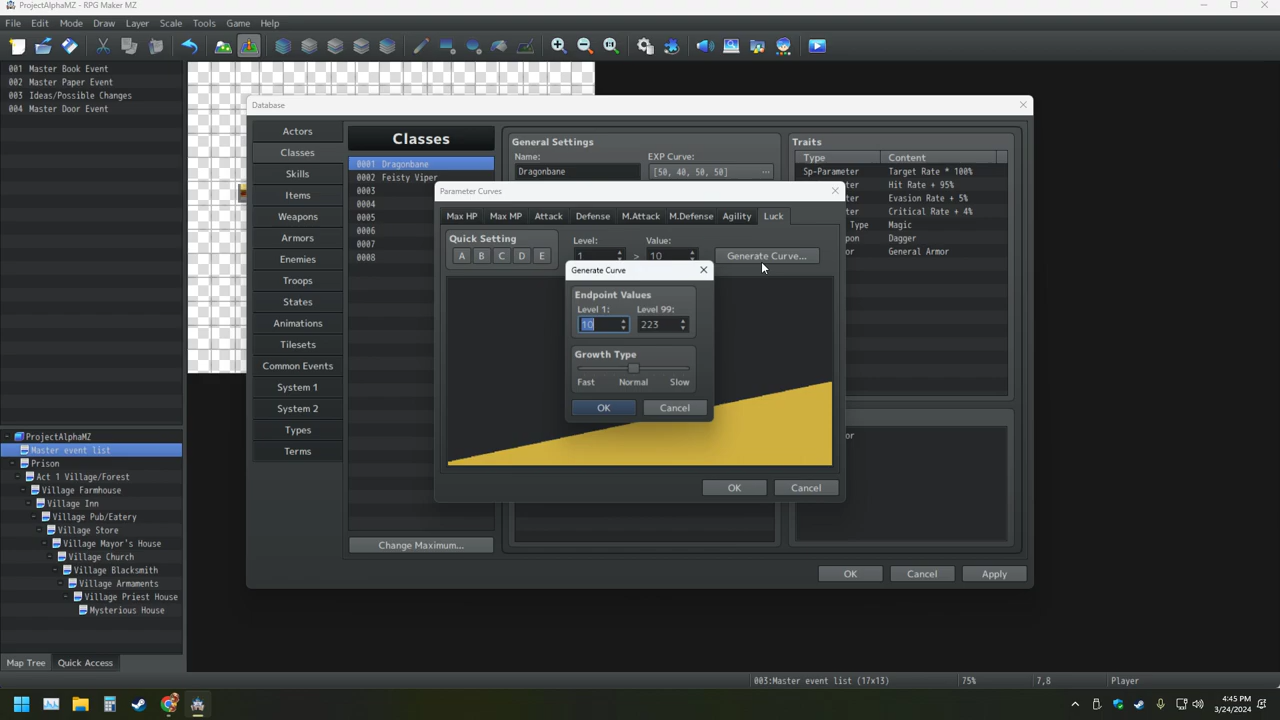 ProjectAlphaMZ - RPG Maker MZ
File Edit Mode Draw Layer Scale Tools Game Help
001 Master Book Event
002 Master Paper Event
003 Ideas/Possible Changes
004 Master Door Event
Database
Actors
Classes
Skills
Items
Weapons
Armors
Enemies
Troops
States
Animations
Tilesets
Common Events
System 1
System 2
Types
Terms
Classes
0001 Dragonbane
0002 Feisty Viper
0003
0004
0005
0006
0007
0008
Change Maximum...
General Settings
Name:
EXP Curve:
Dragonbane
[50, 40, 50, 50] ...
Traits
Type Content
Sp-Parameter Target Rate * 100%
ter Hit Rate + 95%
ter Evasion Rate + 5%
ter Critical Rate + 4%
Type Magic
pon Dagger
General Armor
or
Parameter Curves
Max HP Max MP Attack Defense M.Attack M.Defense Agility Luck
Quick Setting
A B C D E
Level: Value:
1 > 10
Generate Curve...
Generate Curve
Endpoint Values
Level 1: Level 99:
10 223
Growth Type
Fast Normal Slow
OK Cancel
OK Cancel
OK Cancel Apply
ProjectAlphaMZ
Master event list
Prison
Act 1 Village/Forest
Village Farmhouse
Village Inn
Village Pub/Eatery
Village Store
Village Mayor's House
Village Church
Village Blacksmith
Village Armaments
Village Priest House
Mysterious House
Map Tree Quick Access
003:Master event list (17x13) 75% 7,8 Player
4:45 PM
3/24/2024